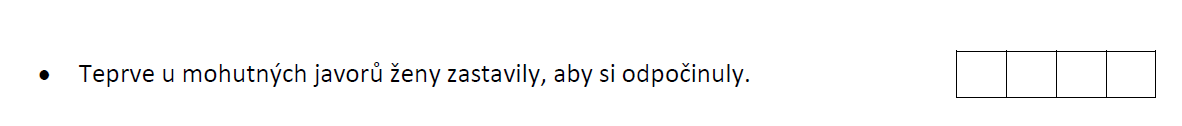 • Teprve u mohutných javorů ženy zastavily, aby si odpočinuly.